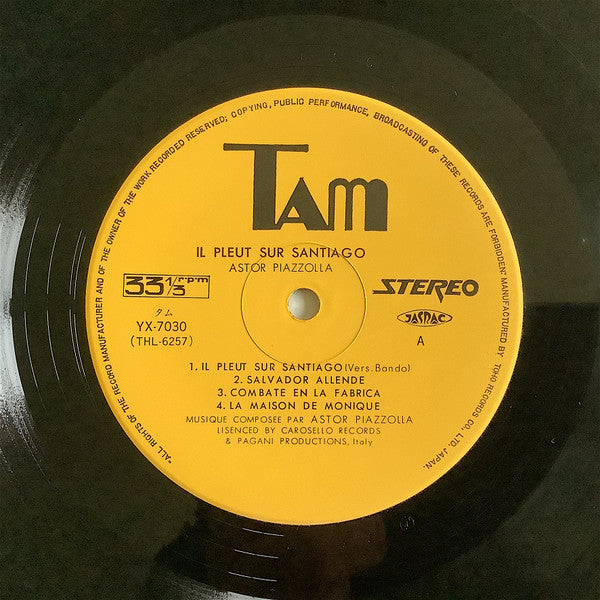 "ALL RIGHTS OF THE RECORD MANUFACTURER AND OF THE OWNER OF THE WORK RECORDED RESERVED; COPYING, PUBLIC PERFORMANCE, BROADCASTING OF THESE RECORDS ARE FORBIDDEN" MANUFACTURED BY TOHO RECORDS CO., LTD. JAPAN.
TAM
IL PLEUT SUR SANTIAGO
ASTOR PIAZZOLLA
33 1/3 rpm
STEREO
タム
YX-7030
(THL-6257)
JASRAC
A
1. IL PLEUT SUR SANTIAGO (Vers. Bando)
2. SALVADOR ALLENDE
3. COMBATE EN LA FABRICA
4. LA MAISON DE MONIQUE
MUSIQUE COMPOSEE PAR ASTOR PIAZZOLLA
LISENCED BY CAROSELLO RECORDS
& PAGANI PRODUCTIONS, Italy